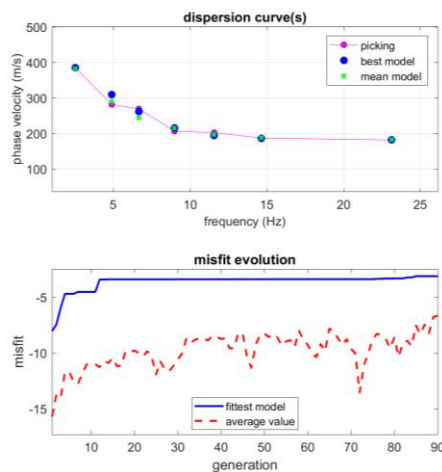 dispersion curve(s)
500
400
300
200
100
phase velocity (m/s)
picking
best model
mean model
5
10
15
20
25
frequency (Hz)
misfit evolution
-5
-10
-15
misfit
fittest model
average value
10
20
30
40
50
60
70
80
90
generation